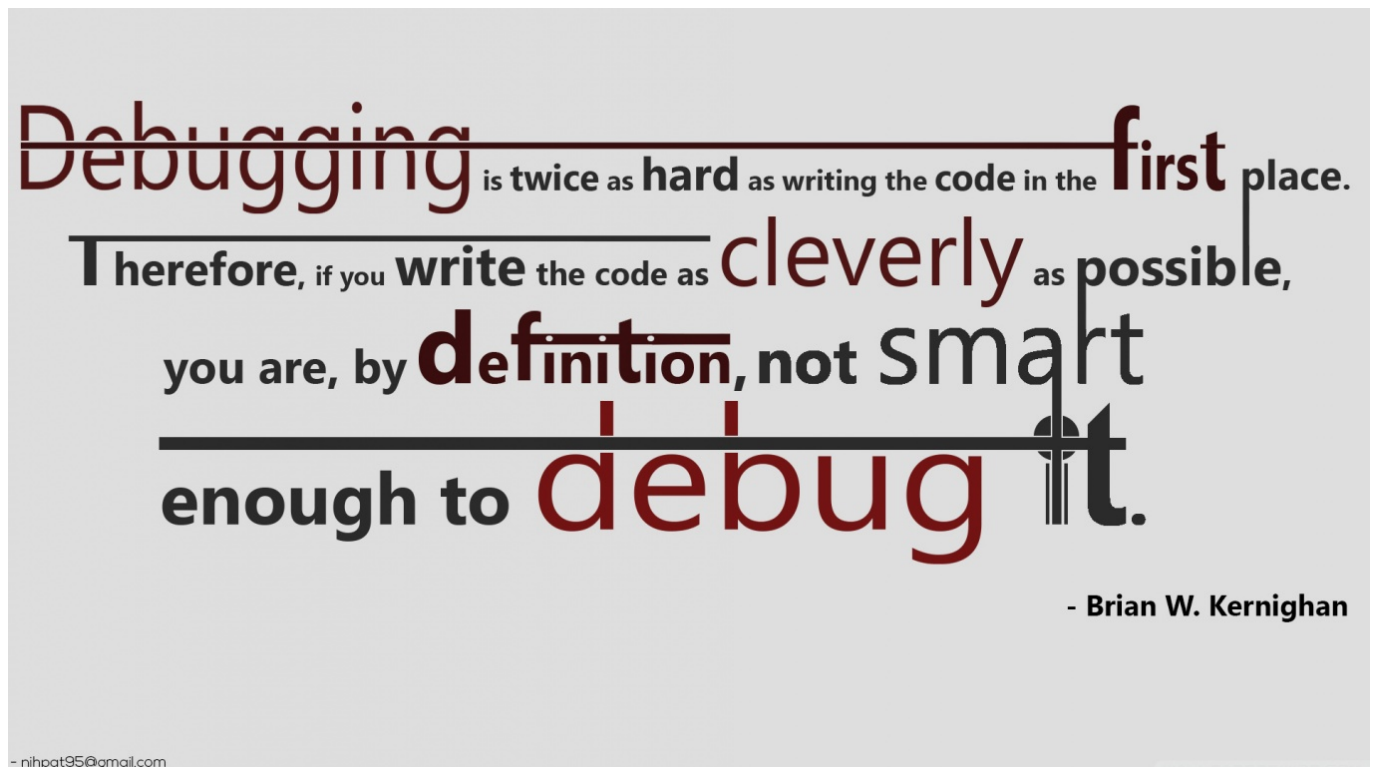 Debugging is twice as hard as writing the code in the first place.
Therefore, if you write the code as cleverly as possible,
you are, by definition, not smart
enough to debug it.
- Brian W. Kernighan
- nihpat95@gmail.com